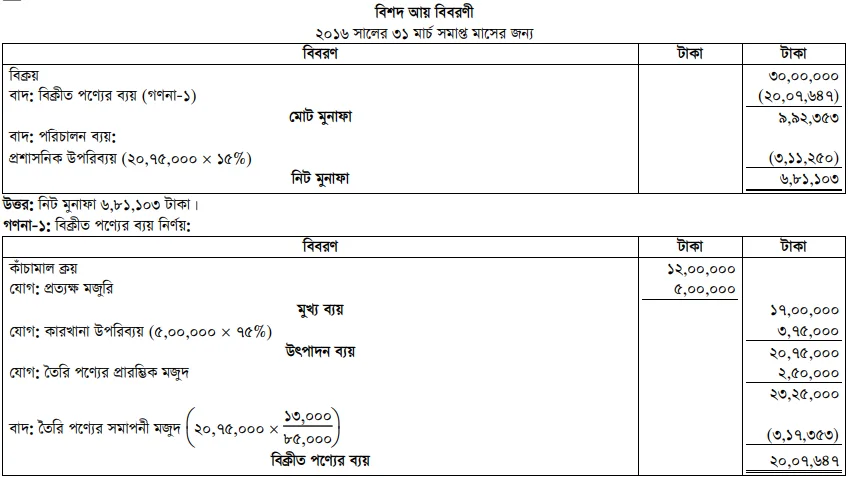 বিশদ আয় বিবরণী
২০১৬ সালের ৩১ মার্চ সমাপ্ত মাসের জন্য
বিবরণ টাকা টাকা
বিক্রয় ৩০,০০,০০০
বাদ: বিক্রীত পণ্যের ব্যয় (গণনা-১) (২০,০৭,৬৪৭)
মোট মুনাফা ৯,৯২,৩৫৩
বাদ: পরিচালন ব্যয়:
প্রশাসনিক উপরিব্যয় (২০,৭৫,০০০ × ১৫%) (৩,১১,২৫০)
নিট মুনাফা ৬,৮১,১০৩
উত্তর: নিট মুনাফা ৬,৮১,১০৩ টাকা।
গণনা-১: বিক্রীত পণ্যের ব্যয় নির্ণয়:
বিবরণ টাকা টাকা
কাঁচামাল ক্রয় ১২,০০,০০০
যোগ: প্রত্যক্ষ মজুরি ৫,০০,০০০
মুখ্য ব্যয় ১৭,০০,০০০
যোগ: কারখানা উপরিব্যয় (৫,০০,০০০ × ৭৫%) ৩,৭৫,০০০
উৎপাদন ব্যয় ২০,৭৫,০০০
যোগ: তৈরি পণ্যের প্রারম্ভিক মজুদ ২,৫০,০০০
২৩,২৫,০০০
বাদ: তৈরি পণ্যের সমাপনী মজুদ (২০,৭৫,০০০ × ১৩,০০০/৮৫,০০০) (৩,১৭,৩৫৩)
বিক্রীত পণ্যের ব্যয় ২০,০৭,৬৪৭